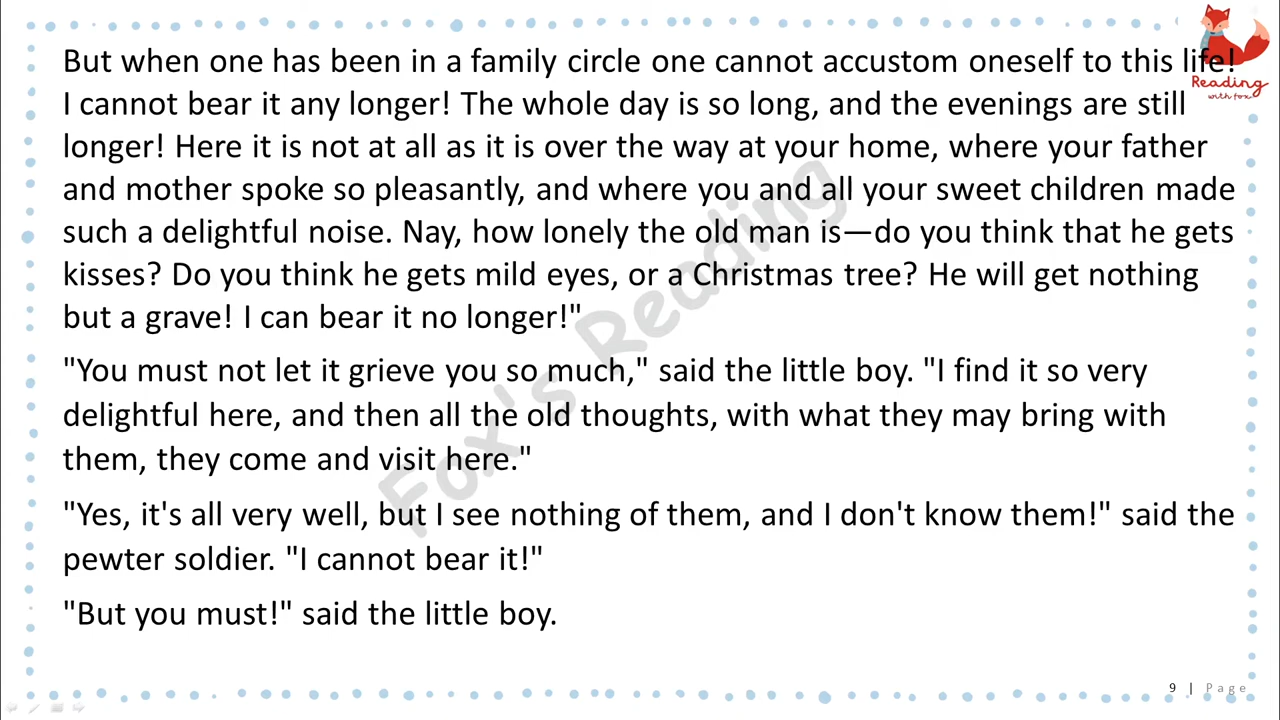 But when one has been in a family circle one cannot accustom oneself to this life!
I cannot bear it any longer! The whole day is so long, and the evenings are still
longer! Here it is not at all as it is over the way at your home, where your father
and mother spoke so pleasantly, and where you and all your sweet children made
such a delightful noise. Nay, how lonely the old man is—do you think that he gets
kisses? Do you think he gets mild eyes, or a Christmas tree? He will get nothing
but a grave! I can bear it no longer!"
"You must not let it grieve you so much," said the little boy. "I find it so very
delightful here, and then all the old thoughts, with what they may bring with
them, they come and visit here."
"Yes, it's all very well, but I see nothing of them, and I don't know them!" said the
pewter soldier. "I cannot bear it!"
"But you must!" said the little boy.
Reading
with fox
Fox's Reading
9 | Page